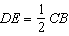 DE = 1/2 CB